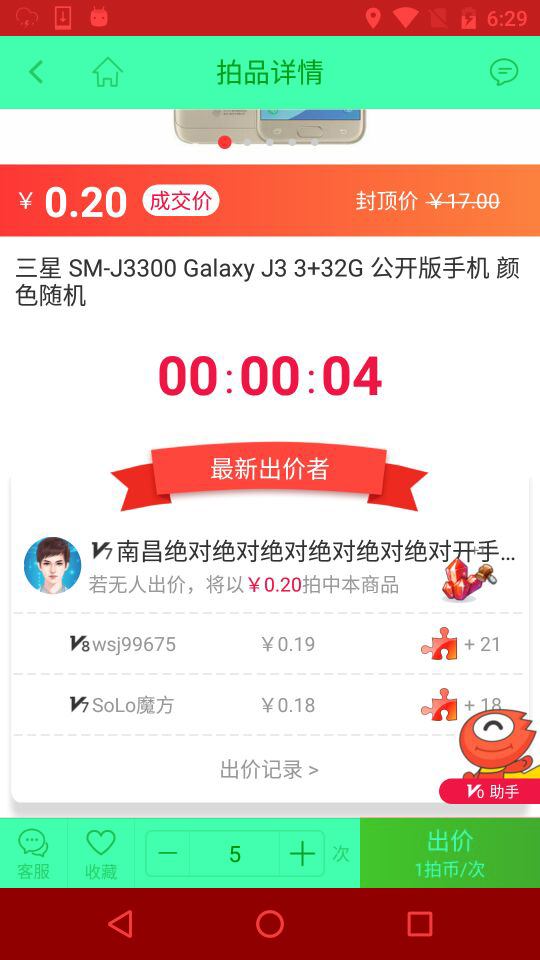 6:29
拍品详情
￥ 0.20 成交价 封顶价 ￥17.00
三星 SM-J3300 Galaxy J3 3+32G 公开版手机 颜
色随机
00:00:04
最新出价者
V7 南昌绝对绝对绝对绝对绝对绝对开手...
若无人出价，将以￥0.20拍中本商品
V8 wsj99675 ￥0.19 + 21
V7 SoLo魔方 ￥0.18 + 18
出价记录 >
V0 助手
客服 收藏 5 次 出价
1拍币/次